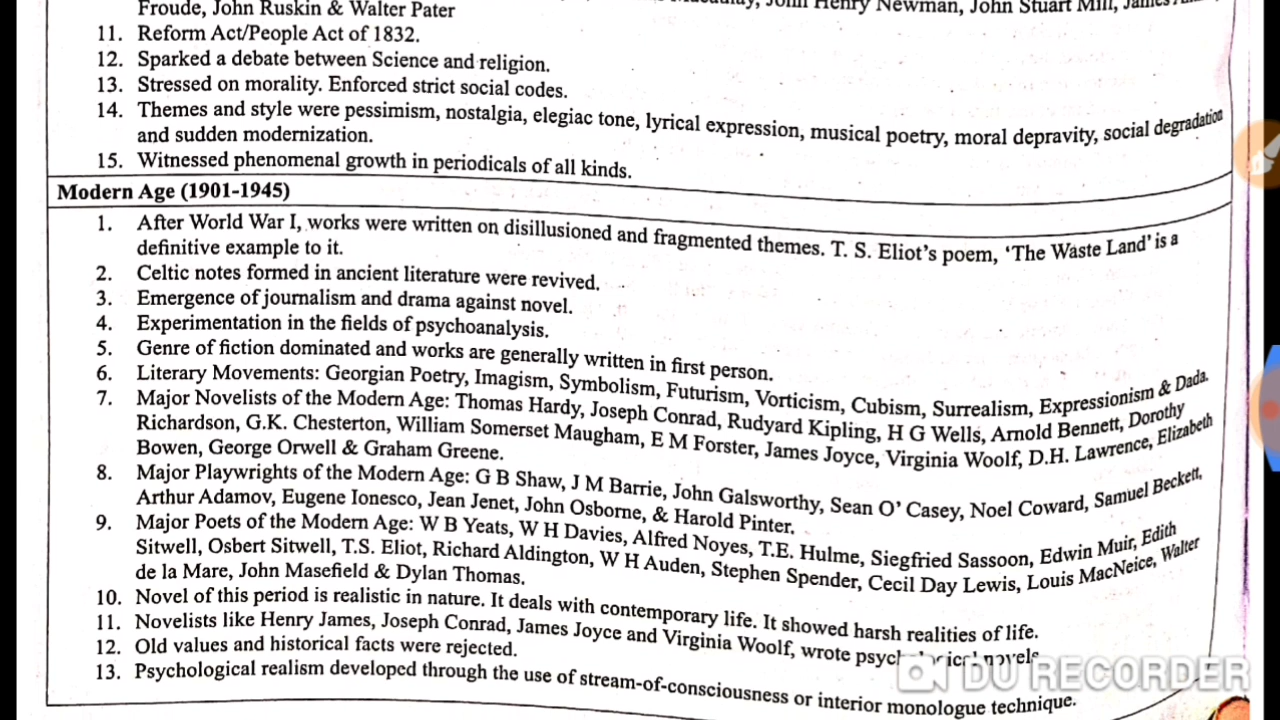 Froude, John Ruskin & Walter Pater John Henry Newman, John Stuart Mill, James
11. Reform Act/People Act of 1832.
12. Sparked a debate between Science and religion.
13. Stressed on morality. Enforced strict social codes.
14. Themes and style were pessimism, nostalgia, elegiac tone, lyrical expression, musical poetry, moral depravity, social degradation
and sudden modernization.
15. Witnessed phenomenal growth in periodicals of all kinds.
Modern Age (1901-1945)
1. After World War I, works were written on disillusioned and fragmented themes. T. S. Eliot's poem, 'The Waste Land' is a
definitive example to it.
2. Celtic notes formed in ancient literature were revived.
3. Emergence of journalism and drama against novel.
4. Experimentation in the fields of psychoanalysis.
5. Genre of fiction dominated and works are generally written in first person.
6. Literary Movements: Georgian Poetry, Imagism, Symbolism, Futurism, Vorticism, Cubism, Surrealism, Expressionism & Dada.
7. Major Novelists of the Modern Age: Thomas Hardy, Joseph Conrad, Rudyard Kipling, H G Wells, Arnold Bennett, Dorothy
Richardson, G.K. Chesterton, William Somerset Maugham, E M Forster, James Joyce, Virginia Woolf, D.H. Lawrence, Elizabeth
Bowen, George Orwell & Graham Greene.
8. Major Playwrights of the Modern Age: G B Shaw, J M Barrie, John Galsworthy, Sean O' Casey, Noel Coward, Samuel Beckett,
Arthur Adamov, Eugene Ionesco, Jean Jenet, John Osborne, & Harold Pinter.
9. Major Poets of the Modern Age: W B Yeats, W H Davies, Alfred Noyes, T.E. Hulme, Siegfried Sassoon, Edwin Muir, Edith
Sitwell, Osbert Sitwell, T.S. Eliot, Richard Aldington, W H Auden, Stephen Spender, Cecil Day Lewis, Louis MacNeice, Walter
de la Mare, John Masefield & Dylan Thomas.
10. Novel of this period is realistic in nature. It deals with contemporary life. It showed harsh realities of life.
11. Novelists like Henry James, Joseph Conrad, James Joyce and Virginia Woolf, wrote novels
12. Old values and historical facts were rejected.
13. Psychological realism developed through the use of stream-of-consciousness or interior monologue technique.
DU RECORDER